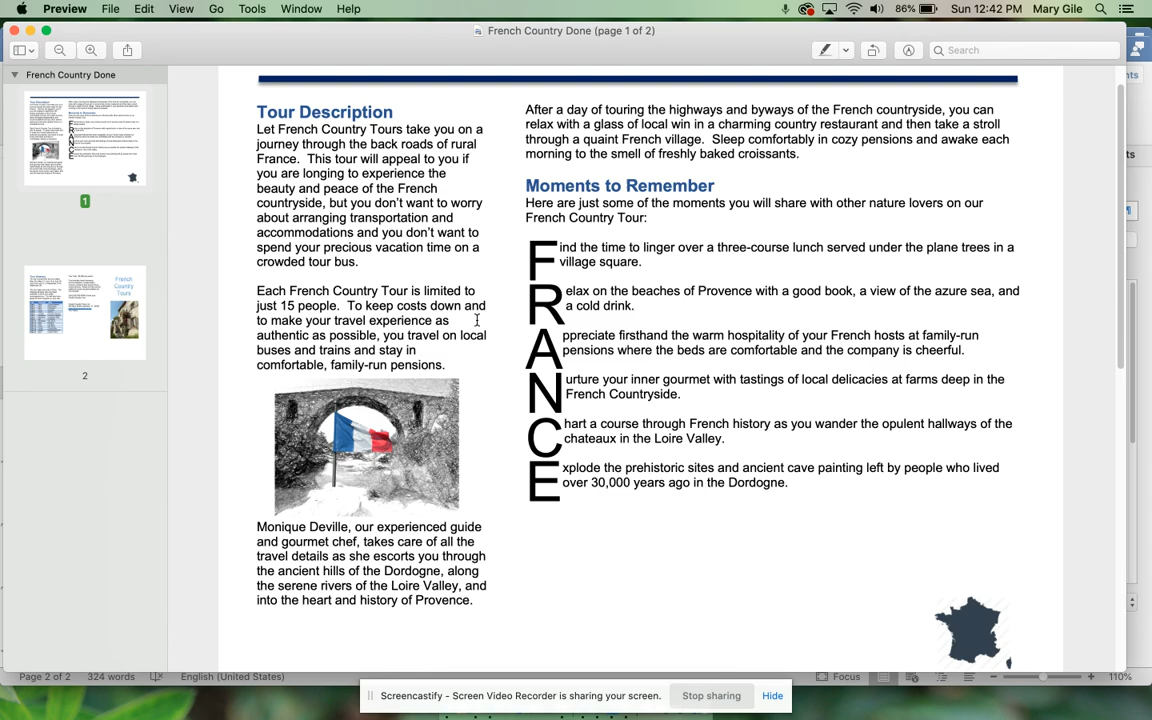 Preview File Edit View Go Tools Window Help 86% Sun 12:42 PM Mary Gile
French Country Done (page 1 of 2)
Search
French Country Done
1
2
French
Country
Tours
Tour Description
Let French Country Tours take you on a
journey through the back roads of rural
France. This tour will appeal to you if
you are longing to experience the
beauty and peace of the French
countryside, but you don't want to worry
about arranging transportation and
accommodations and you don't want to
spend your precious vacation time on a
crowded tour bus.
Each French Country Tour is limited to
just 15 people. To keep costs down and
to make your travel experience as
authentic as possible, you travel on local
buses and trains and stay in
comfortable, family-run pensions.
Monique Deville, our experienced guide
and gourmet chef, takes care of all the
travel details as she escorts you through
the ancient hills of the Dordogne, along
the serene rivers of the Loire Valley, and
into the heart and history of Provence.
After a day of touring the highways and byways of the French countryside, you can
relax with a glass of local win in a charming country restaurant and then take a stroll
through a quaint French village. Sleep comfortably in cozy pensions and awake each
morning to the smell of freshly baked croissants.
Moments to Remember
Here are just some of the moments you will share with other nature lovers on our
French Country Tour:
Find the time to linger over a three-course lunch served under the plane trees in a
village square.
Relax on the beaches of Provence with a good book, a view of the azure sea, and
a cold drink.
Appreciate firsthand the warm hospitality of your French hosts at family-run
pensions where the beds are comfortable and the company is cheerful.
Nurture your inner gourmet with tastings of local delicacies at farms deep in the
French Countryside.
Chart a course through French history as you wander the opulent hallways of the
chateaux in the Loire Valley.
Explode the prehistoric sites and ancient cave painting left by people who lived
over 30,000 years ago in the Dordogne.
nts
ts
Page 2 of 2 324 words English (United States) Focus 110%
Screencastify - Screen Video Recorder is sharing your screen. Stop sharing Hide